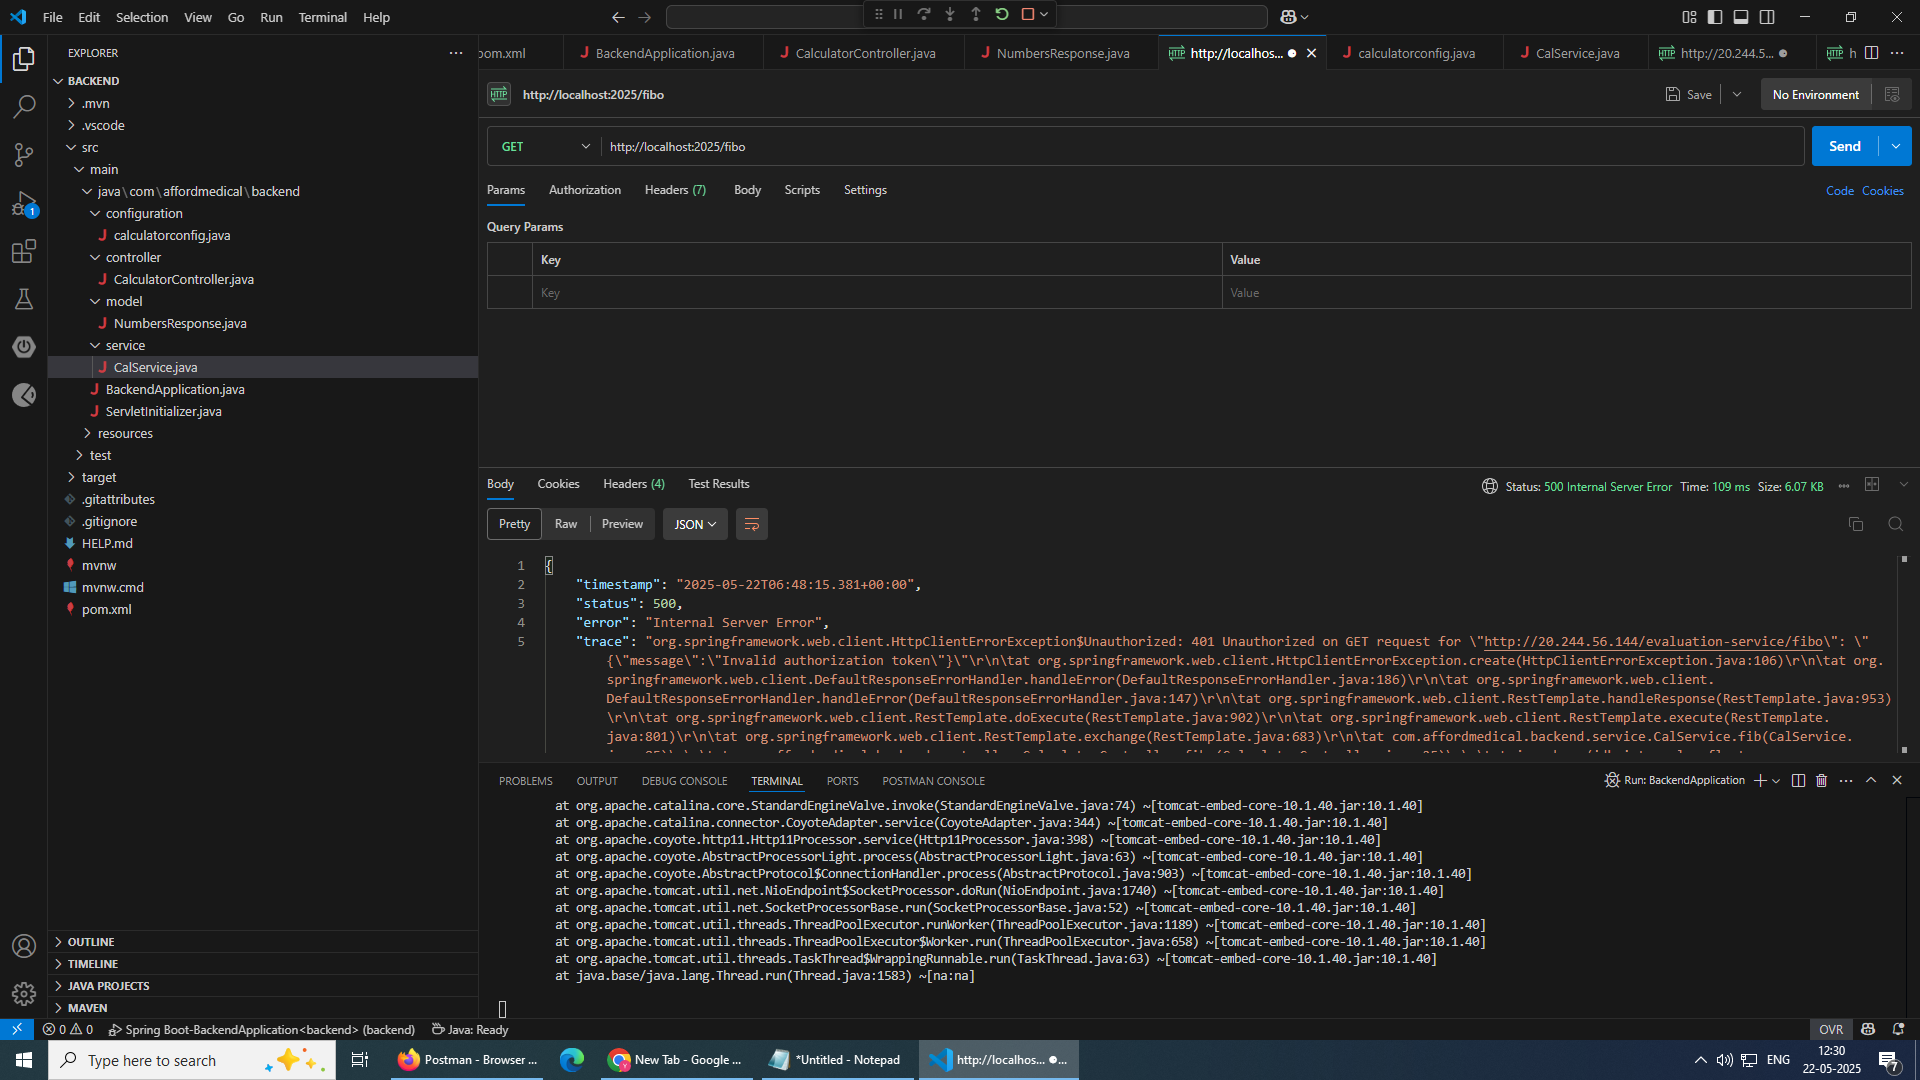 File Edit Selection View Go Run Terminal Help
EXPLORER
BACKEND
.mvn
.vscode
src
main
java\com\affordmedical\backend
configuration
calculatorconfig.java
controller
CalculatorController.java
model
NumbersResponse.java
service
CalService.java
BackendApplication.java
ServletInitializer.java
resources
test
target
.gitattributes
.gitignore
HELP.md
mvnw
mvnw.cmd
pom.xml
OUTLINE
TIMELINE
JAVA PROJECTS
MAVEN
1
pom.xml BackendApplication.java CalculatorController.java NumbersResponse.java http://localhos... calculatorconfig.java CalService.java http://20.244.5... h
HTTP http://localhost:2025/fibo Save No Environment
GET http://localhost:2025/fibo Send
Params Authorization Headers (7) Body Scripts Settings Code Cookies
Query Params
Key Value
Key Value
Body Cookies Headers (4) Test Results Status: 500 Internal Server Error Time: 109 ms Size: 6.07 KB
Pretty Raw Preview JSON
1 {
2 "timestamp": "2025-05-22T06:48:15.381+00:00",
3 "status": 500,
4 "error": "Internal Server Error",
5 "trace": "org.springframework.web.client.HttpClientErrorException$Unauthorized: 401 Unauthorized on GET request for \"http://20.244.56.144/evaluation-service/fibo\": \"
{\"message\":\"Invalid authorization token\"}\"\r\n\tat org.springframework.web.client.HttpClientErrorException.create(HttpClientErrorException.java:106)\r\n\tat org.
springframework.web.client.DefaultResponseErrorHandler.handleError(DefaultResponseErrorHandler.java:186)\r\n\tat org.springframework.web.client.
DefaultResponseErrorHandler.handleError(DefaultResponseErrorHandler.java:147)\r\n\tat org.springframework.web.client.RestTemplate.handleResponse(RestTemplate.java:953)
\r\n\tat org.springframework.web.client.RestTemplate.doExecute(RestTemplate.java:902)\r\n\tat org.springframework.web.client.RestTemplate.execute(RestTemplate.
java:801)\r\n\tat org.springframework.web.client.RestTemplate.exchange(RestTemplate.java:683)\r\n\tat com.affordmedical.backend.service.CalService.fib(CalService.
PROBLEMS OUTPUT DEBUG CONSOLE TERMINAL PORTS POSTMAN CONSOLE Run: BackendApplication
at org.apache.catalina.core.StandardEngineValve.invoke(StandardEngineValve.java:74) ~[tomcat-embed-core-10.1.40.jar:10.1.40]
at org.apache.catalina.connector.CoyoteAdapter.service(CoyoteAdapter.java:344) ~[tomcat-embed-core-10.1.40.jar:10.1.40]
at org.apache.coyote.http11.Http11Processor.service(Http11Processor.java:398) ~[tomcat-embed-core-10.1.40.jar:10.1.40]
at org.apache.coyote.AbstractProcessorLight.process(AbstractProcessorLight.java:63) ~[tomcat-embed-core-10.1.40.jar:10.1.40]
at org.apache.coyote.AbstractProtocol$ConnectionHandler.process(AbstractProtocol.java:903) ~[tomcat-embed-core-10.1.40.jar:10.1.40]
at org.apache.tomcat.util.net.NioEndpoint$SocketProcessor.doRun(NioEndpoint.java:1740) ~[tomcat-embed-core-10.1.40.jar:10.1.40]
at org.apache.tomcat.util.net.SocketProcessorBase.run(SocketProcessorBase.java:52) ~[tomcat-embed-core-10.1.40.jar:10.1.40]
at org.apache.tomcat.util.threads.ThreadPoolExecutor.runWorker(ThreadPoolExecutor.java:1189) ~[tomcat-embed-core-10.1.40.jar:10.1.40]
at org.apache.tomcat.util.threads.ThreadPoolExecutor$Worker.run(ThreadPoolExecutor.java:658) ~[tomcat-embed-core-10.1.40.jar:10.1.40]
at org.apache.tomcat.util.threads.TaskThread$WrappingRunnable.run(TaskThread.java:63) ~[tomcat-embed-core-10.1.40.jar:10.1.40]
at java.base/java.lang.Thread.run(Thread.java:1583) ~[na:na]
0 0 Spring Boot-BackendApplication<backend> (backend) Java: Ready OVR
Type here to search Postman - Browser ... New Tab - Google ... *Untitled - Notepad http://localhos... ●... ENG 12:30
22-05-2025
7